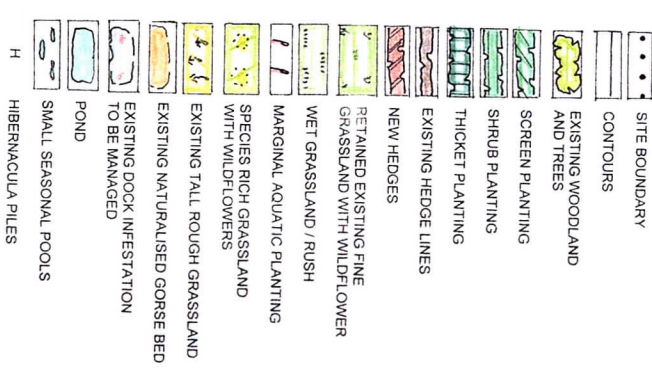 SITE BOUNDARY
CONTOURS
EXISTING WOODLAND
AND TREES
SCREEN PLANTING
SHRUB PLANTING
THICKET PLANTING
EXISTING HEDGE LINES
NEW HEDGES
RETAINED EXISTING FINE
GRASSLAND WITH WILDFLOWER
WET GRASSLAND / RUSH
MARGINAL AQUATIC PLANTING
SPECIES RICH GRASSLAND
WITH WILDFLOWERS
EXISTING TALL ROUGH GRASSLAND
EXISTING NATURALISED GORSE BED
EXISTING DOCK INFESTATION
TO BE MANAGED
POND
SMALL SEASONAL POOLS
H HIBERNACULA PILES